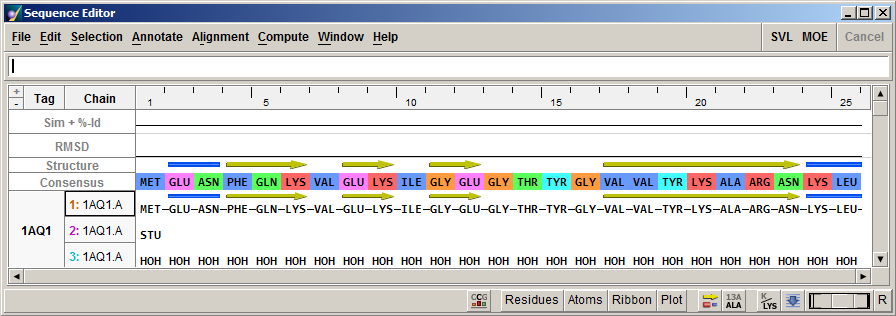 Sequence Editor
File Edit Selection Annotate Alignment Compute Window Help SVL MOE Cancel
+ - Tag Chain 1 5 10 15 20 25
Sim + %-Id
RMSD
Structure
Consensus MET GLU ASN PHE GLN LYS VAL GLU LYS ILE GLY GLU GLY THR TYR GLY VAL VAL TYR LYS ALA ARG ASN LYS LEU
1AQ1 1: 1AQ1.A MET-GLU-ASN-PHE-GLN-LYS-VAL-GLU-LYS-ILE-GLY-GLU-GLY-THR-TYR-GLY-VAL-VAL-TYR-LYS-ALA-ARG-ASN-LYS-LEU-
2: 1AQ1.A STU
3: 1AQ1.A HOH HOH HOH HOH HOH HOH HOH HOH HOH HOH HOH HOH HOH HOH HOH HOH HOH HOH HOH HOH HOH HOH HOH HOH HOH
CCG Residues Atoms Ribbon Plot 13A ALA K LYS R